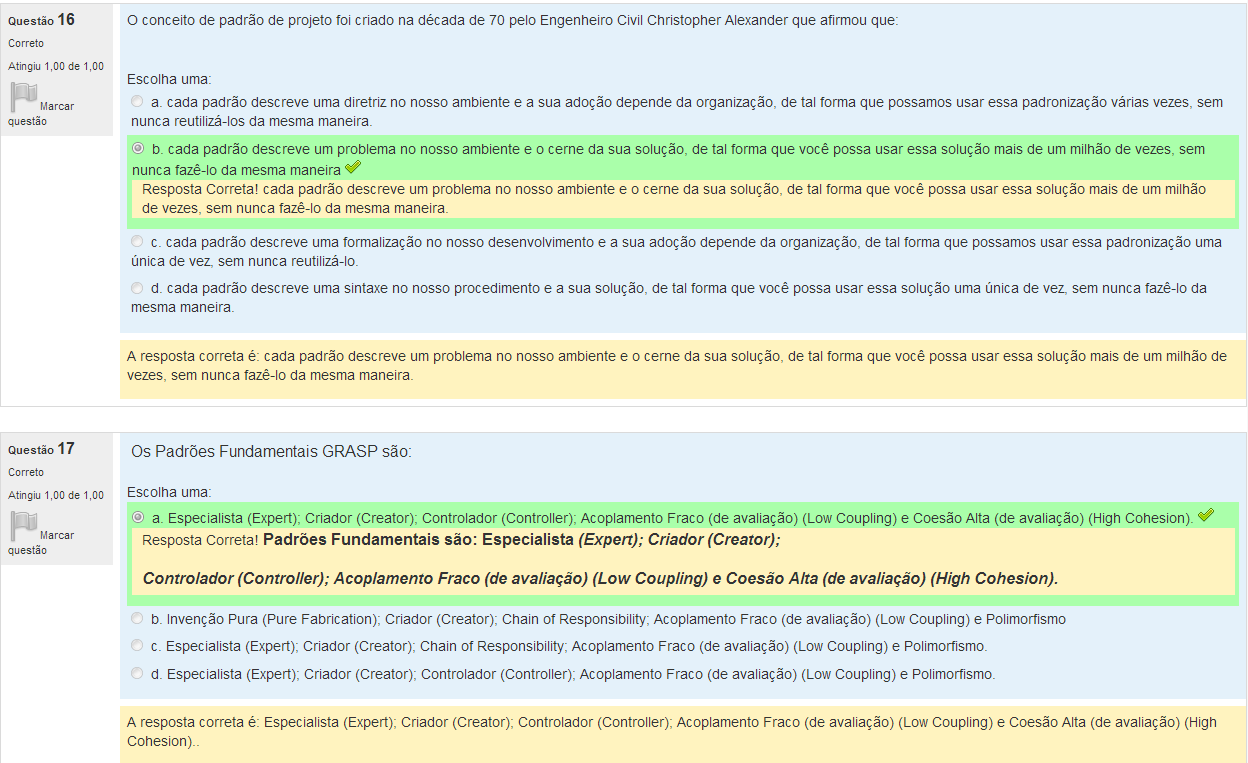 Questão 16
Correto
Atingiu 1,00 de 1,00
Marcar
questão
O conceito de padrão de projeto foi criado na década de 70 pelo Engenheiro Civil Christopher Alexander que afirmou que:
Escolha uma:
a. cada padrão descreve uma diretriz no nosso ambiente e a sua adoção depende da organização, de tal forma que possamos usar essa padronização várias vezes, sem
nunca reutilizá-los da mesma maneira.
b. cada padrão descreve um problema no nosso ambiente e o cerne da sua solução, de tal forma que você possa usar essa solução mais de um milhão de vezes, sem
nunca fazê-lo da mesma maneira
Resposta Correta! cada padrão descreve um problema no nosso ambiente e o cerne da sua solução, de tal forma que você possa usar essa solução mais de um milhão
de vezes, sem nunca fazê-lo da mesma maneira.
c. cada padrão descreve uma formalização no nosso desenvolvimento e a sua adoção depende da organização, de tal forma que possamos usar essa padronização uma
única de vez, sem nunca reutilizá-lo.
d. cada padrão descreve uma sintaxe no nosso procedimento e a sua solução, de tal forma que você possa usar essa solução uma única de vez, sem nunca fazê-lo da
mesma maneira.
A resposta correta é: cada padrão descreve um problema no nosso ambiente e o cerne da sua solução, de tal forma que você possa usar essa solução mais de um milhão de
vezes, sem nunca fazê-lo da mesma maneira.
Questão 17
Correto
Atingiu 1,00 de 1,00
Marcar
questão
Os Padrões Fundamentais GRASP são:
Escolha uma:
a. Especialista (Expert); Criador (Creator); Controlador (Controller); Acoplamento Fraco (de avaliação) (Low Coupling) e Coesão Alta (de avaliação) (High Cohesion).
Resposta Correta! Padrões Fundamentais são: Especialista (Expert); Criador (Creator);
Controlador (Controller); Acoplamento Fraco (de avaliação) (Low Coupling) e Coesão Alta (de avaliação) (High Cohesion).
b. Invenção Pura (Pure Fabrication); Criador (Creator); Chain of Responsibility; Acoplamento Fraco (de avaliação) (Low Coupling) e Polimorfismo
c. Especialista (Expert); Criador (Creator); Chain of Responsibility; Acoplamento Fraco (de avaliação) (Low Coupling) e Polimorfismo.
d. Especialista (Expert); Criador (Creator); Controlador (Controller); Acoplamento Fraco (de avaliação) (Low Coupling) e Polimorfismo.
A resposta correta é: Especialista (Expert); Criador (Creator); Controlador (Controller); Acoplamento Fraco (de avaliação) (Low Coupling) e Coesão Alta (de avaliação) (High
Cohesion)..